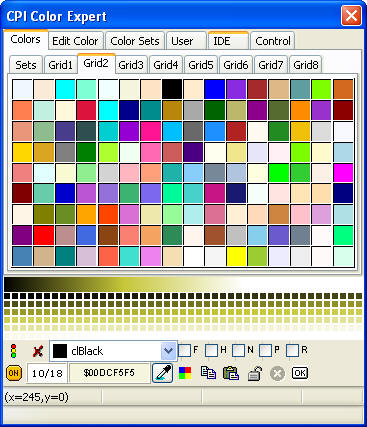 CPI Color Expert
Colors Edit Color Color Sets User IDE Control
Sets Grid1 Grid2 Grid3 Grid4 Grid5 Grid6 Grid7 Grid8
clBlack F H N P R
ON 10/18 $00DCF5F5 OK
(x=245,y=0)